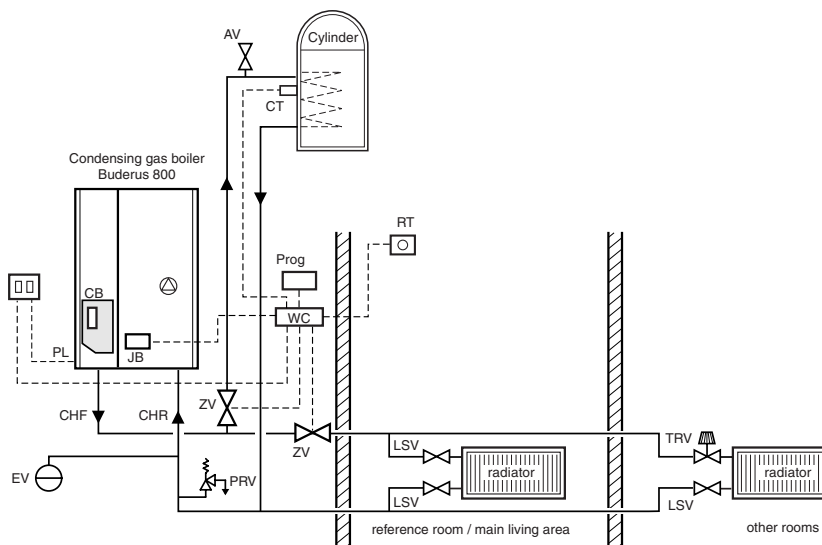 AV
Cylinder
CT
Condensing gas boiler
Buderus 800
RT
Prog
CB
WC
JB
PL
ZV
CHF
CHR
ZV
LSV
TRV
radiator
radiator
EV
PRV
LSV
LSV
reference room / main living area
other rooms